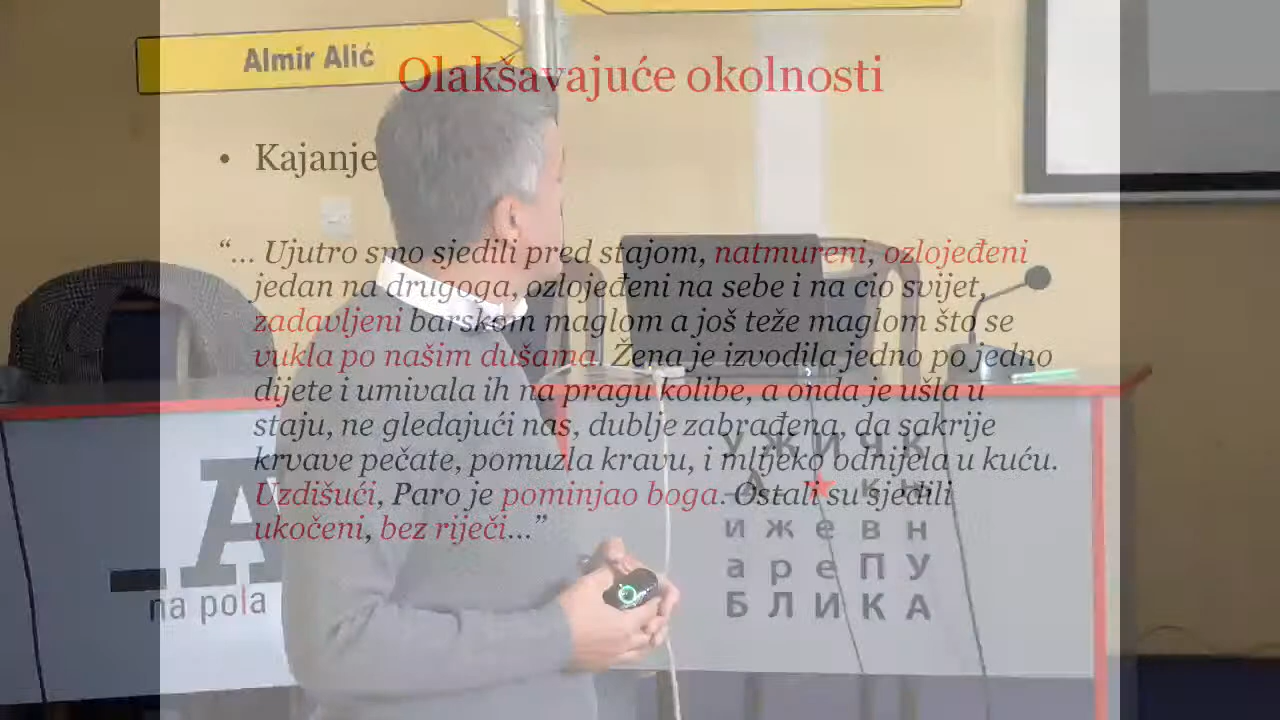 Almir Alić
Olakšavajuće okolnosti
• Kajanje
“... Ujutro smo sjedili pred stajom, natmureni, ozlojeđeni
jedan na drugoga, ozlojeđeni na sebe i na cio svijet,
zadavljeni barskom maglom a još teže maglom što se
vukla po našim dušama. Žena je izvodila jedno po jedno
dijete i umivala ih na pragu kolibe, a onda je ušla u
staju, ne gledajući nas, dublje zabrađena, da sakrije
krvave pečate, pomuzla kravu, i mlijeko odnijela u kuću.
Uzdišući, Paro je pominjao boga. Ostali su sjedili
ukočeni, bez riječi...”
_A
na pola
У Ж И Ч К
и ж е в н
а р е П У
Б Л И К А